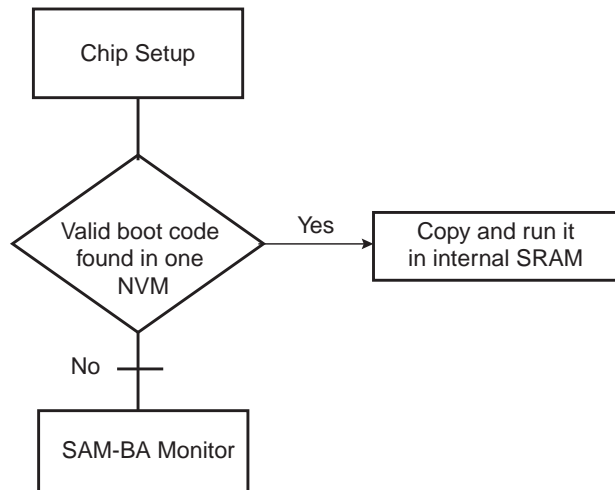 Chip Setup
Valid boot code
found in one
NVM
Yes
Copy and run it
in internal SRAM
No
SAM-BA Monitor